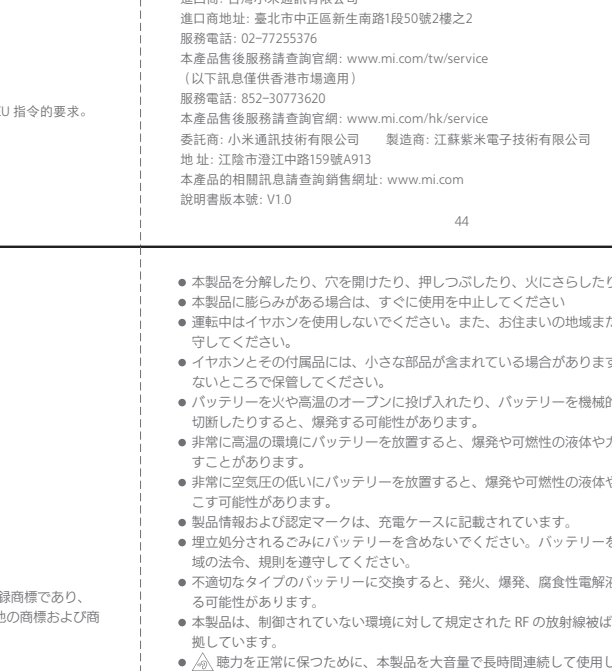 進口商地址: 臺北市中正區新生南路1段50號2樓之2
服務電話: 02-77255376
本產品售後服務請查詢官網: www.mi.com/tw/service
（以下訊息僅供香港市場適用）
服務電話: 852-30773620
本產品售後服務請查詢官網: www.mi.com/hk/service
委託商: 小米通訊技術有限公司　　製造商: 江蘇紫米電子技術有限公司
地 址: 江陰市澄江中路159號A913
本產品的相關訊息請查詢銷售網址: www.mi.com
說明書版本號: V1.0
44
U 指令的要求。
録商標であり、
他の商標および商
● 本製品を分解したり、穴を開けたり、押しつぶしたり、火にさらしたり
● 本製品に膨らみがある場合は、すぐに使用を中止してください
● 運転中はイヤホンを使用しないでください。また、お住まいの地域また
守してください。
● イヤホンとその付属品には、小さな部品が含まれている場合があります
ないところで保管してください。
● バッテリーを火や高温のオーブンに投げ入れたり、バッテリーを機械的
切断したりすると、爆発する可能性があります。
● 非常に高温の環境にバッテリーを放置すると、爆発や可燃性の液体やガ
すことがあります。
● 非常に空気圧の低いにバッテリーを放置すると、爆発や可燃性の液体や
こす可能性があります。
● 製品情報および認定マークは、充電ケースに記載されています。
● 埋立処分されるごみにバッテリーを含めないでください。バッテリーを
域の法令、規則を遵守してください。
● 不適切なタイプのバッテリーに交換すると、発火、爆発、腐食性電解液
る可能性があります。
● 本製品は、制御されていない環境に対して規定された RF の放射線被ば
拠しています。
● 聴力を正常に保つために、本製品を大音量で長時間連続して使用し